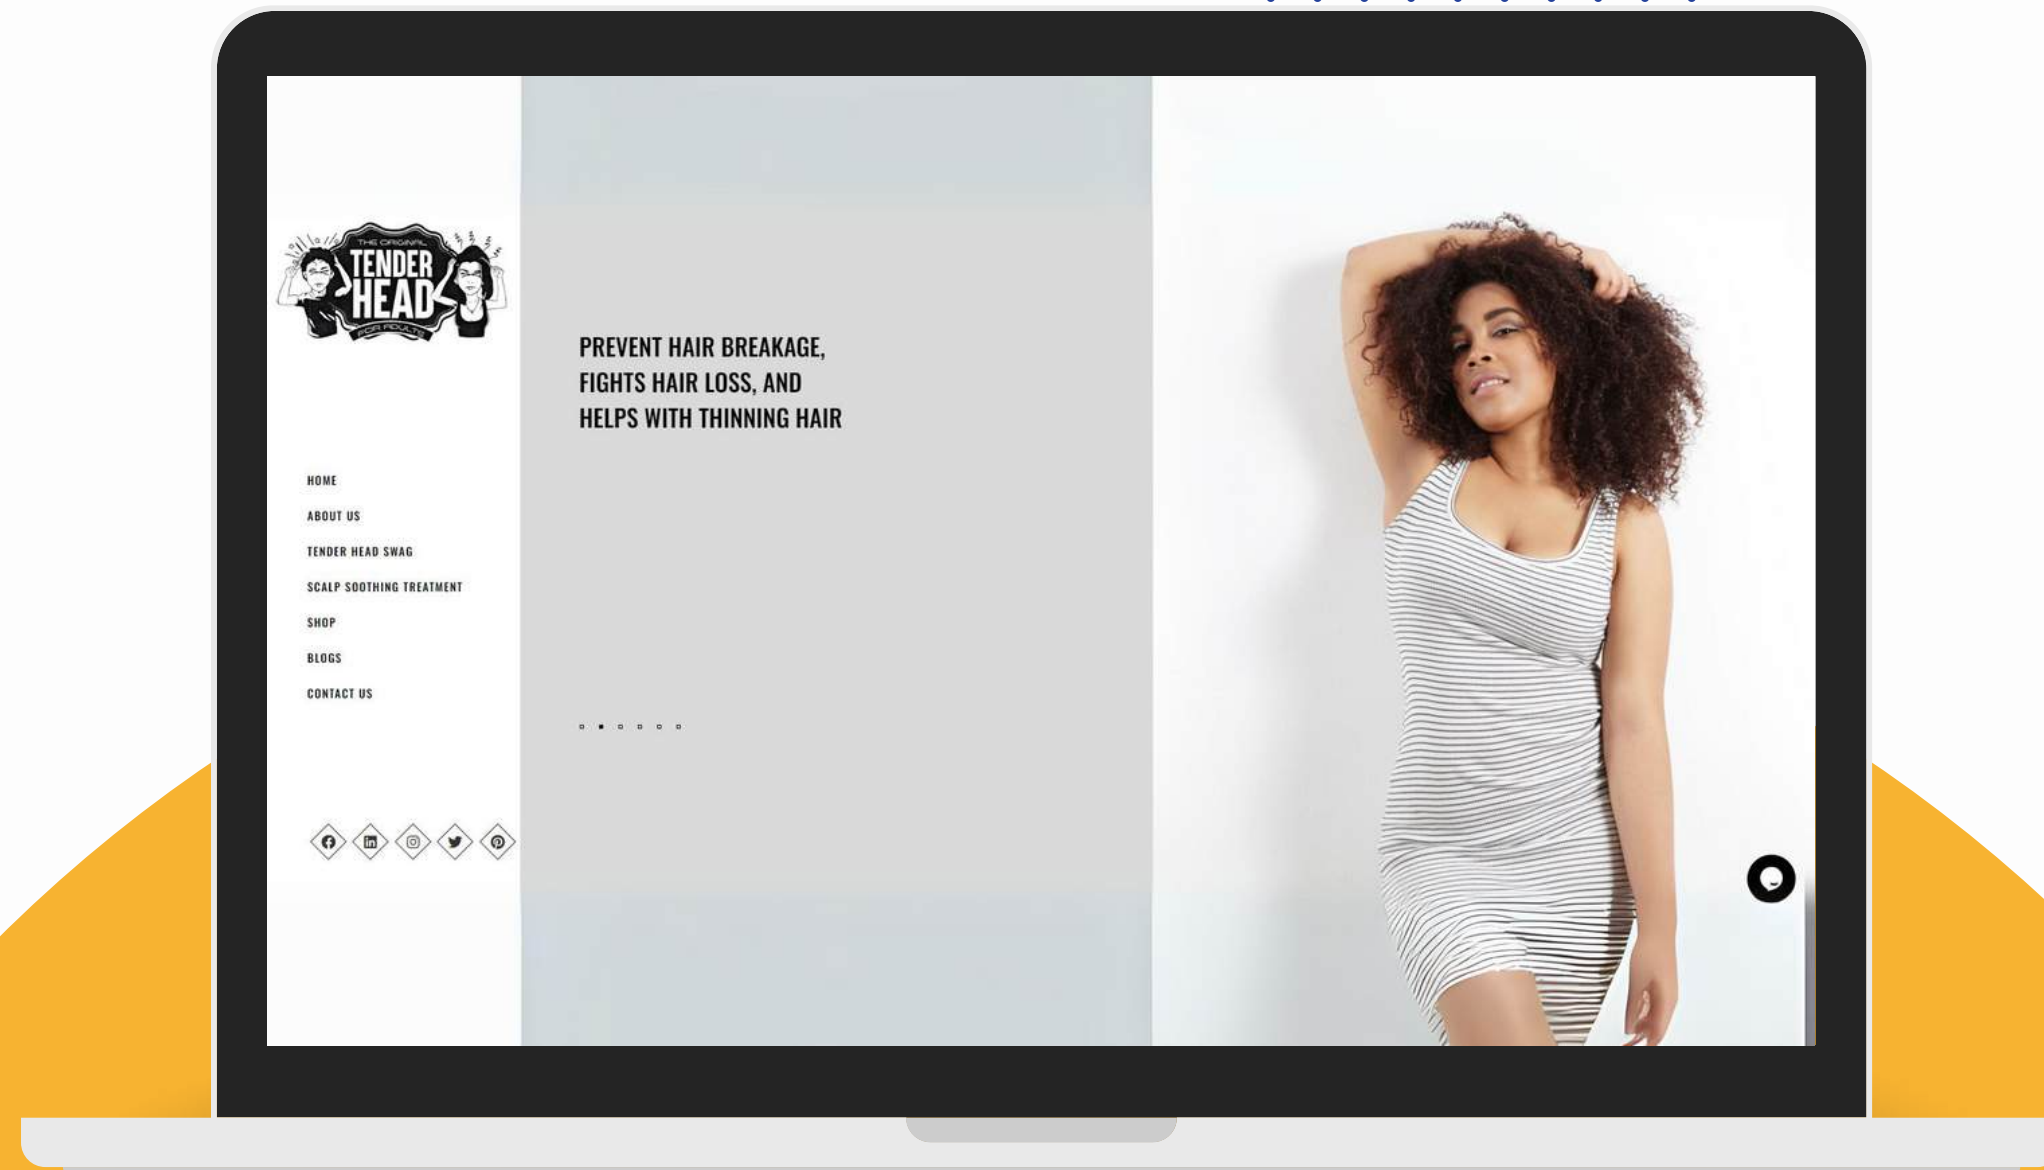 THE ORIGINAL
TENDER
HEAD
FOR ADULTS
HOME
ABOUT US
TENDER HEAD SWAG
SCALP SOOTHING TREATMENT
SHOP
BLOGS
CONTACT US
PREVENT HAIR BREAKAGE,
FIGHTS HAIR LOSS, AND
HELPS WITH THINNING HAIR